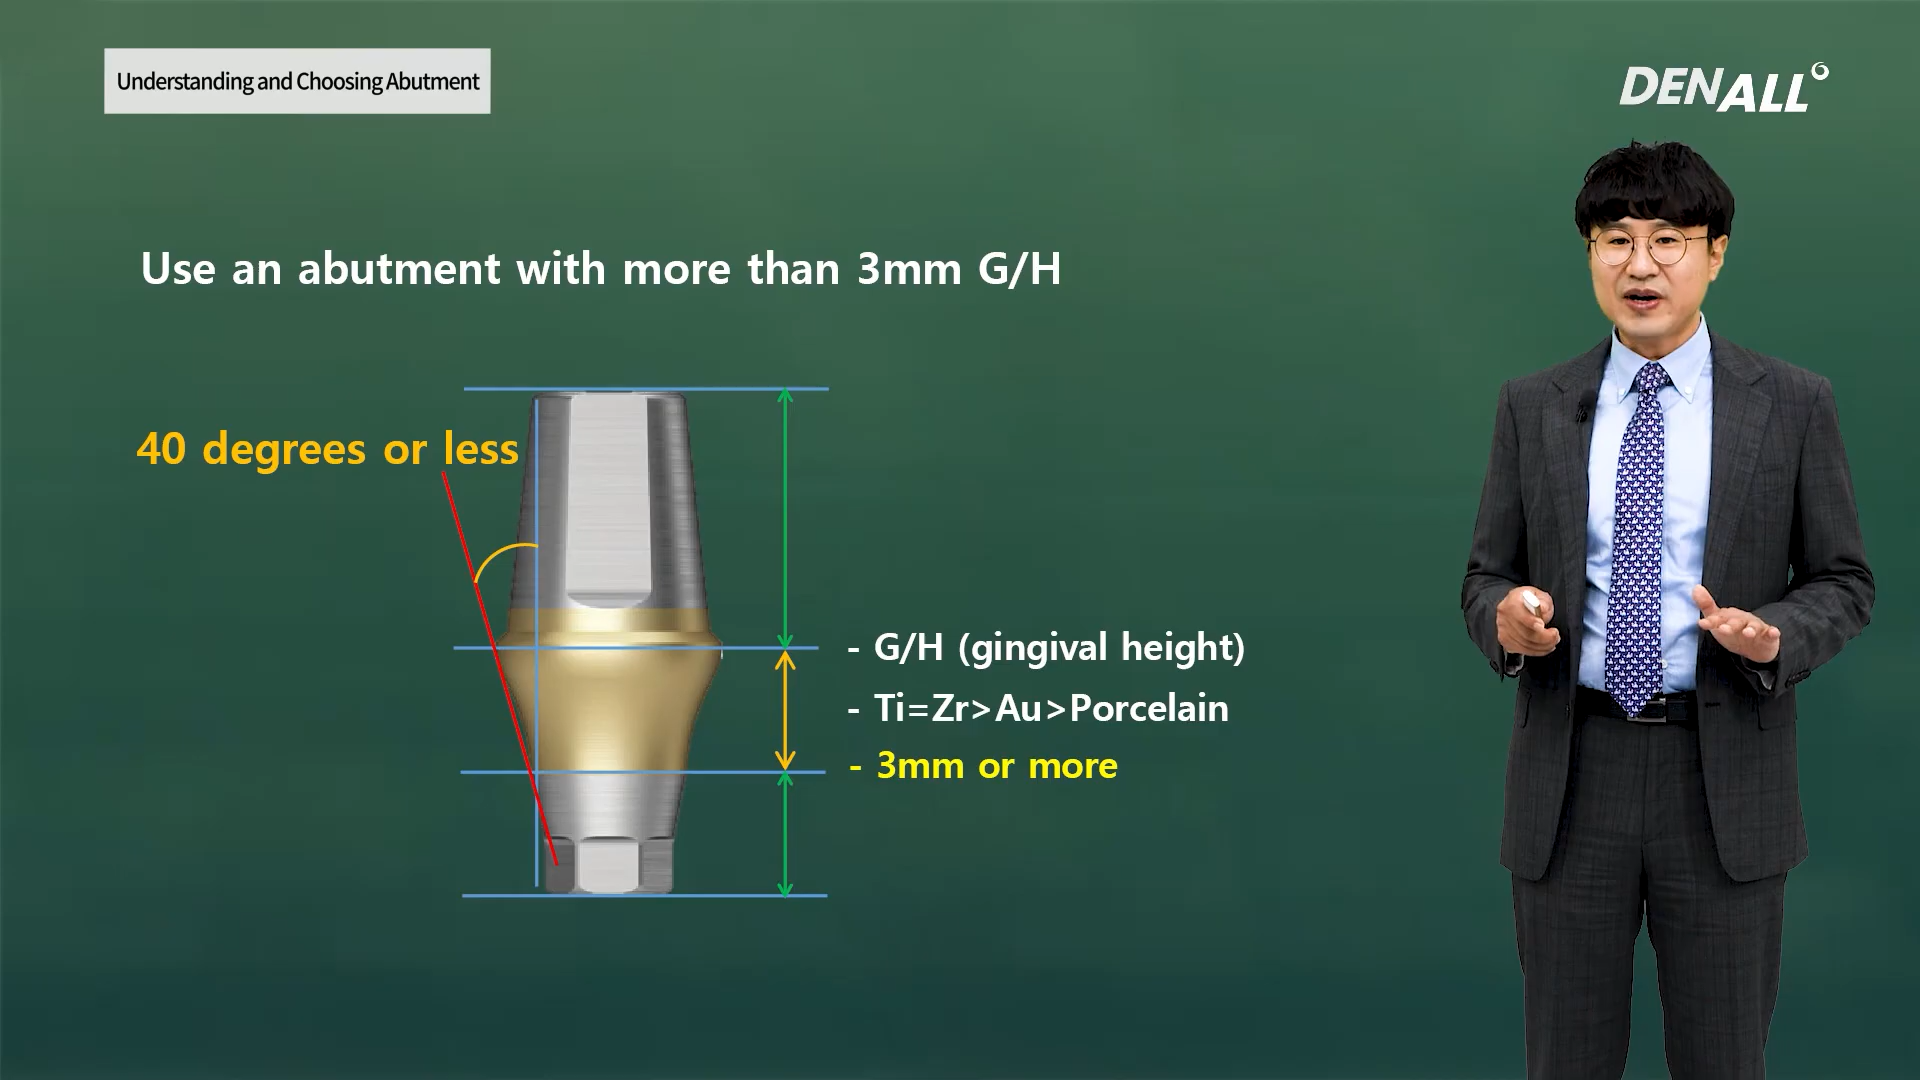 Understanding and Choosing Abutment
DENALL
Use an abutment with more than 3mm G/H
40 degrees or less
- G/H (gingival height)
- Ti=Zr>Au>Porcelain
- 3mm or more